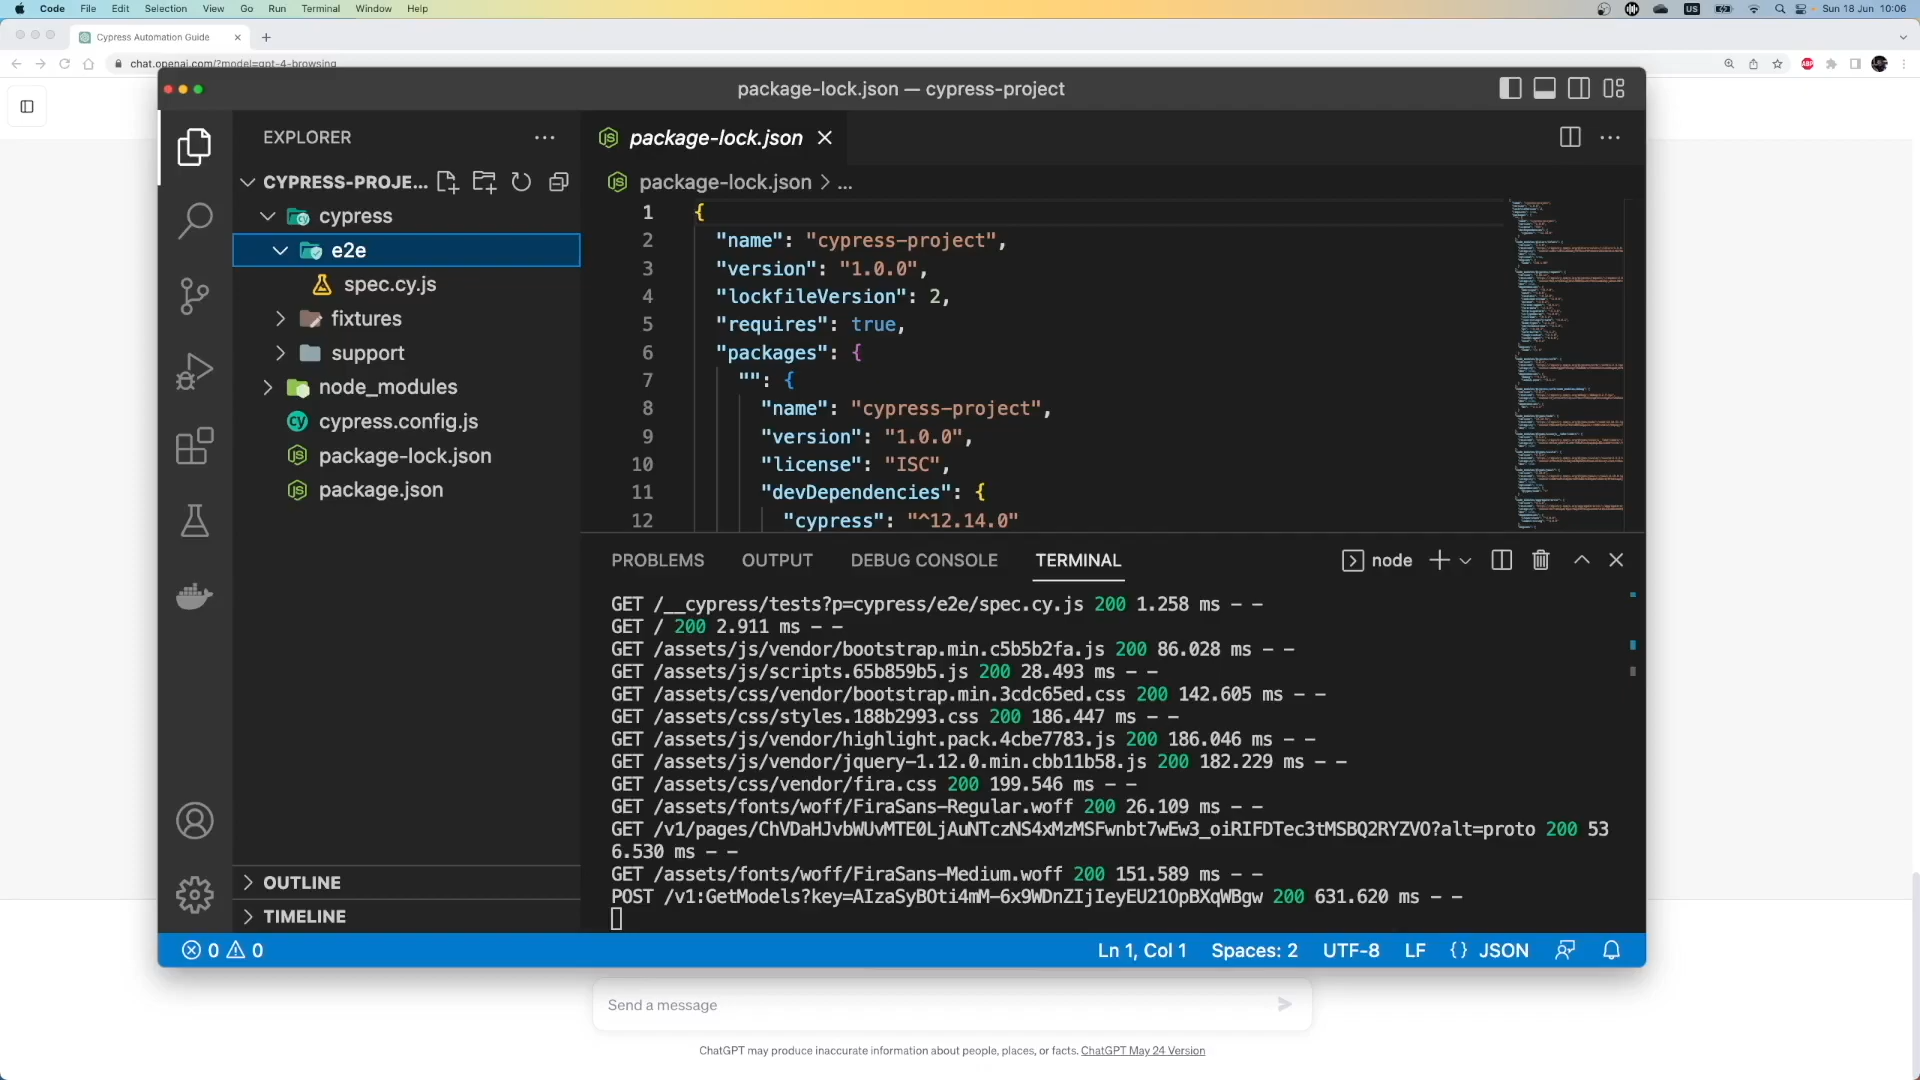 Code File Edit Selection View Go Run Terminal Window Help
US
Sun 18 Jun 10:06
Cypress Automation Guide
chat.openai.com/?model=gpt-4-browsing
ABP
package-lock.json — cypress-project
EXPLORER
CYPRESS-PROJE...
cypress
e2e
spec.cy.js
fixtures
support
node_modules
cypress.config.js
package-lock.json
package.json
OUTLINE
TIMELINE
package-lock.json
package-lock.json > ...
1 {
2 "name": "cypress-project",
3 "version": "1.0.0",
4 "lockfileVersion": 2,
5 "requires": true,
6 "packages": {
7 "": {
8 "name": "cypress-project",
9 "version": "1.0.0",
10 "license": "ISC",
11 "devDependencies": {
12 "cypress": "^12.14.0"
PROBLEMS OUTPUT DEBUG CONSOLE TERMINAL node
GET /__cypress/tests?p=cypress/e2e/spec.cy.js 200 1.258 ms - -
GET / 200 2.911 ms - -
GET /assets/js/vendor/bootstrap.min.c5b5b2fa.js 200 86.028 ms - -
GET /assets/js/scripts.65b859b5.js 200 28.493 ms - -
GET /assets/css/vendor/bootstrap.min.3cdc65ed.css 200 142.605 ms - -
GET /assets/css/styles.188b2993.css 200 186.447 ms - -
GET /assets/js/vendor/highlight.pack.4cbe7783.js 200 186.046 ms - -
GET /assets/js/vendor/jquery-1.12.0.min.cbb11b58.js 200 182.229 ms - -
GET /assets/css/vendor/fira.css 200 199.546 ms - -
GET /assets/fonts/woff/FiraSans-Regular.woff 200 26.109 ms - -
GET /v1/pages/ChVDaHJvbWUvMTE0LjAuNTczNS4xMzMSFwnbt7wEw3_oiRIFDTec3tMSBQ2RYZVO?alt=proto 200 53
6.530 ms - -
GET /assets/fonts/woff/FiraSans-Medium.woff 200 151.589 ms - -
POST /v1:GetModels?key=AIzaSyBOti4mM-6x9WDnZIjIeyEU21OpBXqWBgw 200 631.620 ms - -
0 0
Ln 1, Col 1 Spaces: 2 UTF-8 LF {} JSON
Send a message
ChatGPT may produce inaccurate information about people, places, or facts. ChatGPT May 24 Version